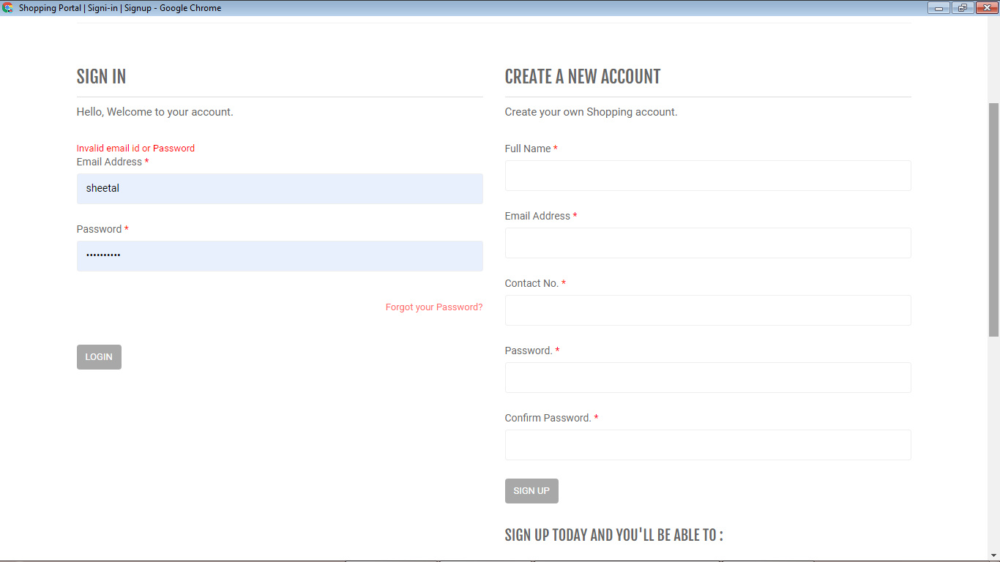 Shopping Portal | Signi-in | Signup - Google Chrome
SIGN IN
Hello, Welcome to your account.
Invalid email id or Password
Email Address *
sheetal
Password *
••••••••••
Forgot your Password?
LOGIN
CREATE A NEW ACCOUNT
Create your own Shopping account.
Full Name *
Email Address *
Contact No. *
Password. *
Confirm Password. *
SIGN UP
SIGN UP TODAY AND YOU'LL BE ABLE TO :